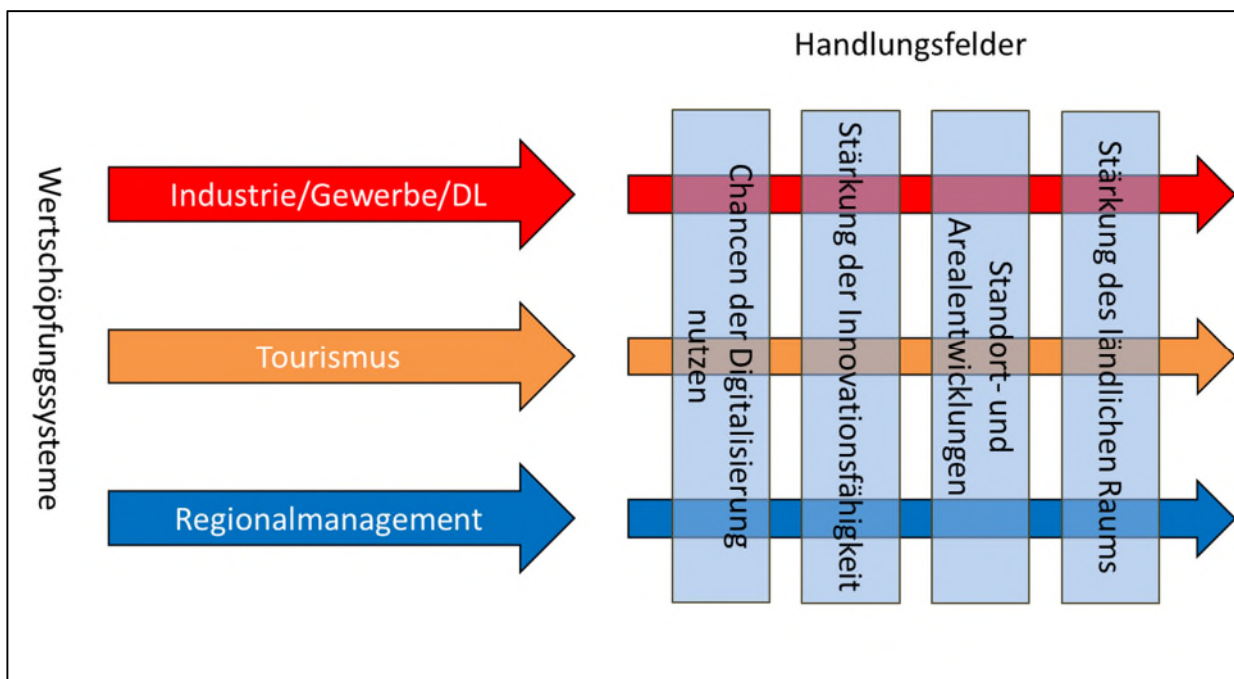 Handlungsfelder
Wertschöpfungssysteme
Industrie/Gewerbe/DL
Tourismus
Regionalmanagement
Chancen der Digitalisierung
nutzen
Stärkung der Innovationsfähigkeit
Standort- und
Arealentwicklungen
Stärkung des ländlichen Raums